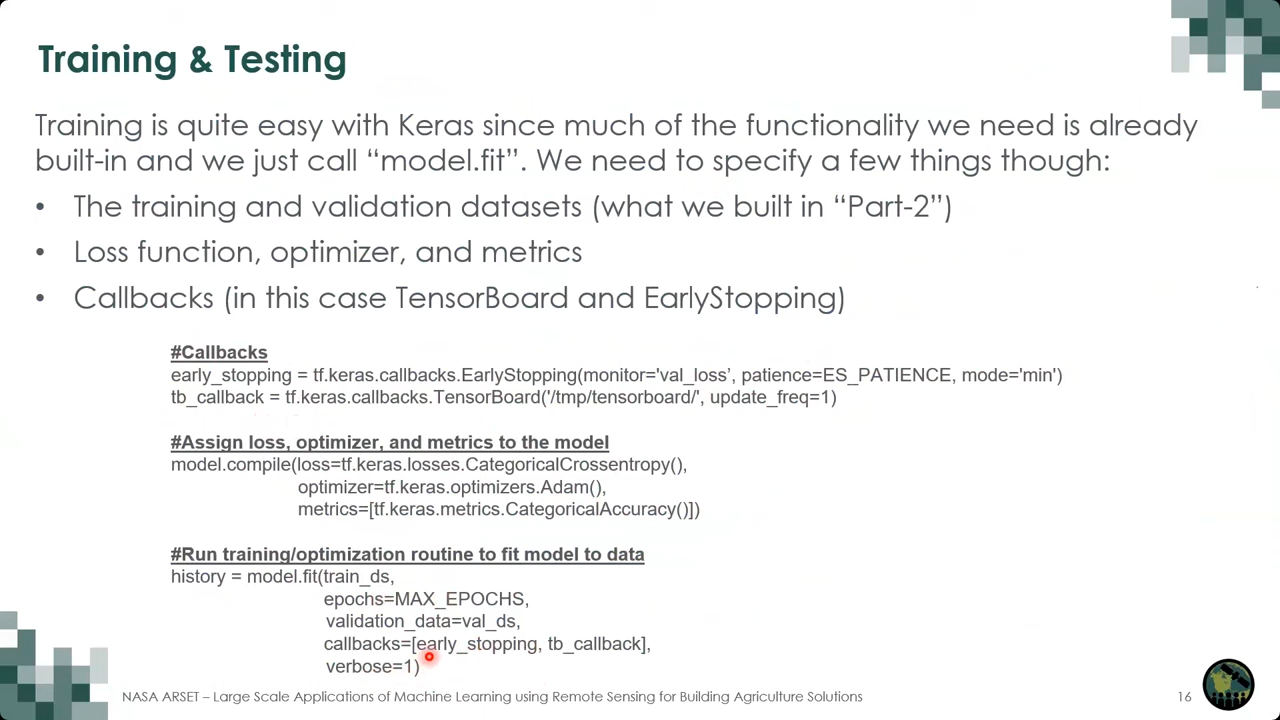 Training & Testing
Training is quite easy with Keras since much of the functionality we need is already
built-in and we just call “model.fit”. We need to specify a few things though:
• The training and validation datasets (what we built in “Part-2”)
• Loss function, optimizer, and metrics
• Callbacks (in this case TensorBoard and EarlyStopping)
#Callbacks
early_stopping = tf.keras.callbacks.EarlyStopping(monitor='val_loss’, patience=ES_PATIENCE, mode='min')
tb_callback = tf.keras.callbacks.TensorBoard('/tmp/tensorboard/', update_freq=1)
#Assign loss, optimizer, and metrics to the model
model.compile(loss=tf.keras.losses.CategoricalCrossentropy(),
optimizer=tf.keras.optimizers.Adam(),
metrics=[tf.keras.metrics.CategoricalAccuracy()])
#Run training/optimization routine to fit model to data
history = model.fit(train_ds,
epochs=MAX_EPOCHS,
validation_data=val_ds,
callbacks=[early_stopping, tb_callback],
verbose=1)
NASA ARSET – Large Scale Applications of Machine Learning using Remote Sensing for Building Agriculture Solutions
16